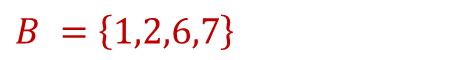 B = {1,2,6,7}